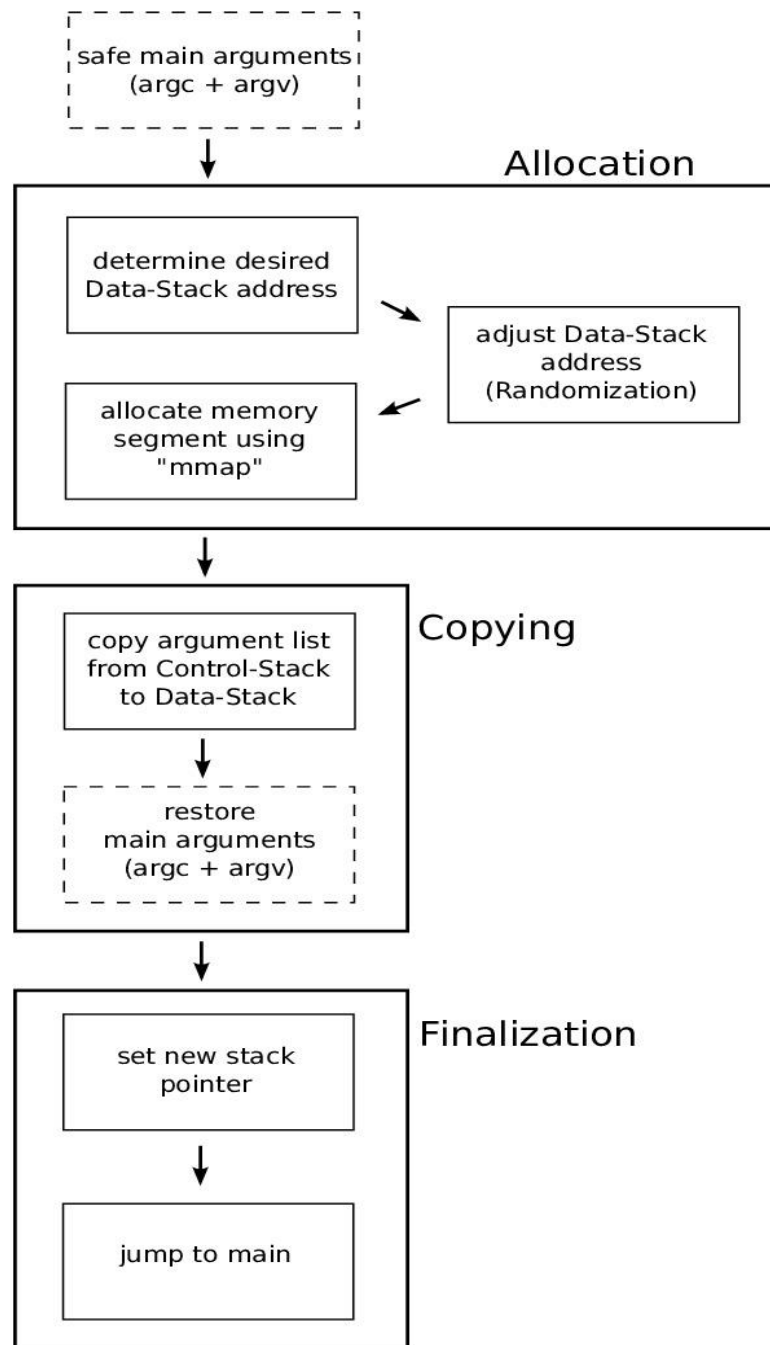 safe main arguments
(argc + argv)
Allocation
determine desired
Data-Stack address
adjust Data-Stack
address
(Randomization)
allocate memory
segment using
"mmap"
Copying
copy argument list
from Control-Stack
to Data-Stack
restore
main arguments
(argc + argv)
Finalization
set new stack
pointer
jump to main